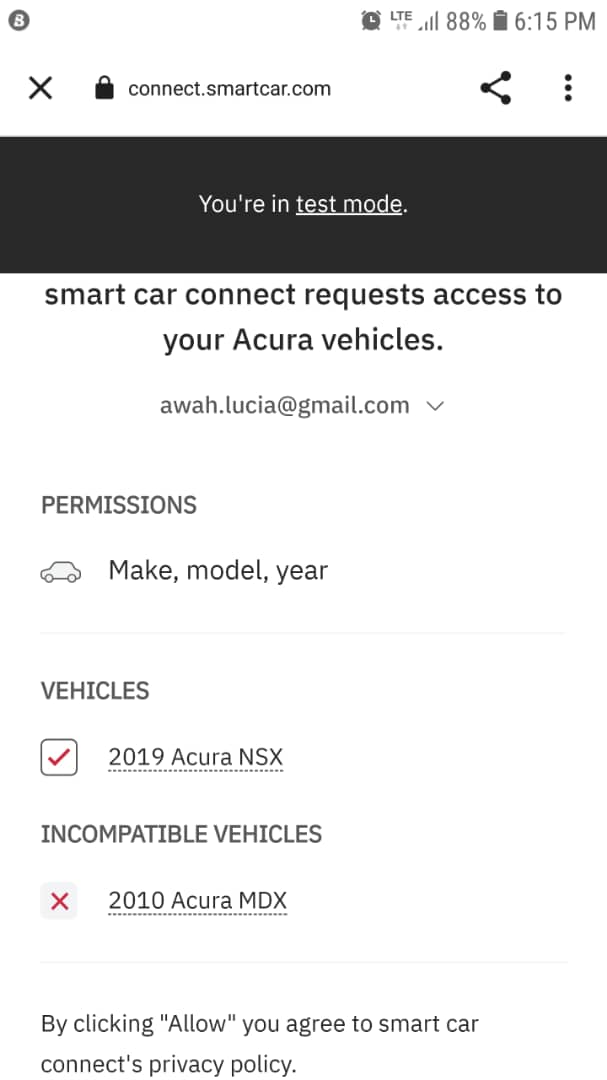 B LTE 88% 6:15 PM
connect.smartcar.com
You're in test mode.
smart car connect requests access to
your Acura vehicles.
awah.lucia@gmail.com
PERMISSIONS
Make, model, year
VEHICLES
2019 Acura NSX
INCOMPATIBLE VEHICLES
2010 Acura MDX
By clicking "Allow" you agree to smart car
connect's privacy policy.